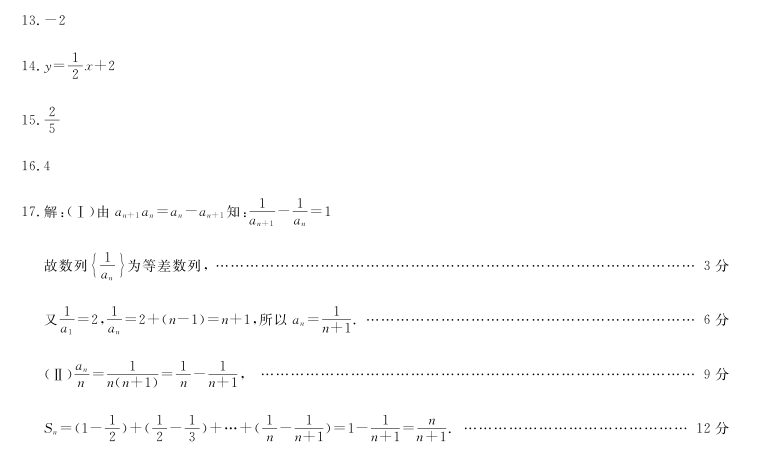 13. −2
14. y=\frac{1}{2}x+2
15. \frac{2}{5}
16. 4
17. 解:(Ⅰ)由 a_{n+1}a_n=a_n−a_{n+1}知:\frac{1}{a_{n+1}}−\frac{1}{a_n}=1
故数列{\frac{1}{a_n}}为等差数列, …………………………………………………………………… 3 分
又\frac{1}{a_1}=2,\frac{1}{a_n}=2+(n−1)=n+1,所以 a_n=\frac{1}{n+1}. …………………………………………………… 6 分
(Ⅱ)\frac{a_n}{n}=\frac{1}{n(n+1)}=\frac{1}{n}−\frac{1}{n+1}, …………………………………………………………… 9 分
S_n=(1−\frac{1}{2})+(\frac{1}{2}−\frac{1}{3})+…+(\frac{1}{n}−\frac{1}{n+1})=1−\frac{1}{n+1}=\frac{n}{n+1}. ……………………………… 12 分